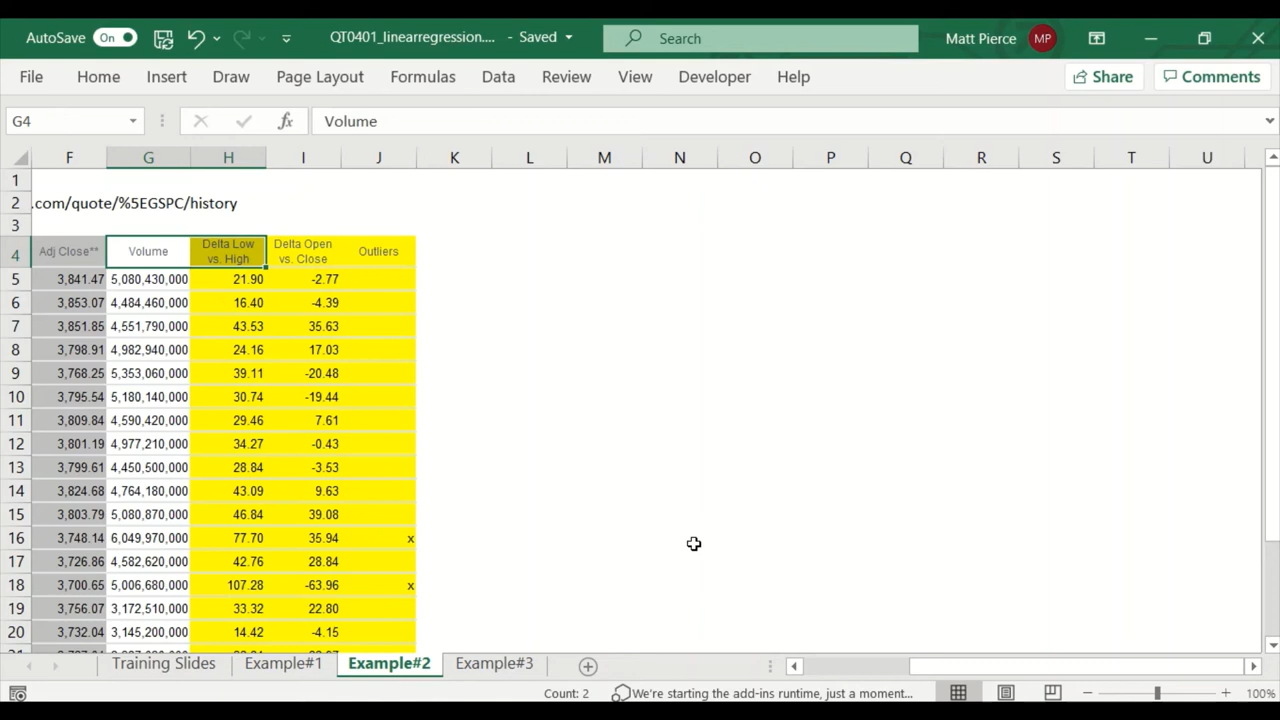 AutoSave On QT0401_linearregression.... - Saved Search Matt Pierce MP
File Home Insert Draw Page Layout Formulas Data Review View Developer Help Share Comments
G4 fx Volume
F G H I J K L M N O P Q R S T U
1
2 .com/quote/%5EGSPC/history
3
4 Adj Close** Volume Delta Low vs. High Delta Open vs. Close Outliers
5 3,841.47 5,080,430,000 21.90 -2.77
6 3,853.07 4,484,460,000 16.40 -4.39
7 3,851.85 4,551,790,000 43.53 35.63
8 3,798.91 4,982,940,000 24.16 17.03
9 3,768.25 5,353,060,000 39.11 -20.48
10 3,795.54 5,180,140,000 30.74 -19.44
11 3,809.84 4,590,420,000 29.46 7.61
12 3,801.19 4,977,210,000 34.27 -0.43
13 3,799.61 4,450,500,000 28.84 -3.53
14 3,824.68 4,764,180,000 43.09 9.63
15 3,803.79 5,080,870,000 46.84 39.08
16 3,748.14 6,049,970,000 77.70 35.94 x
17 3,726.86 4,582,620,000 42.76 28.84
18 3,700.65 5,006,680,000 107.28 -63.96 x
19 3,756.07 3,172,510,000 33.32 22.80
20 3,732.04 3,145,200,000 14.42 -4.15
Training Slides Example#1 Example#2 Example#3
Count: 2 We're starting the add-ins runtime, just a moment... 100%